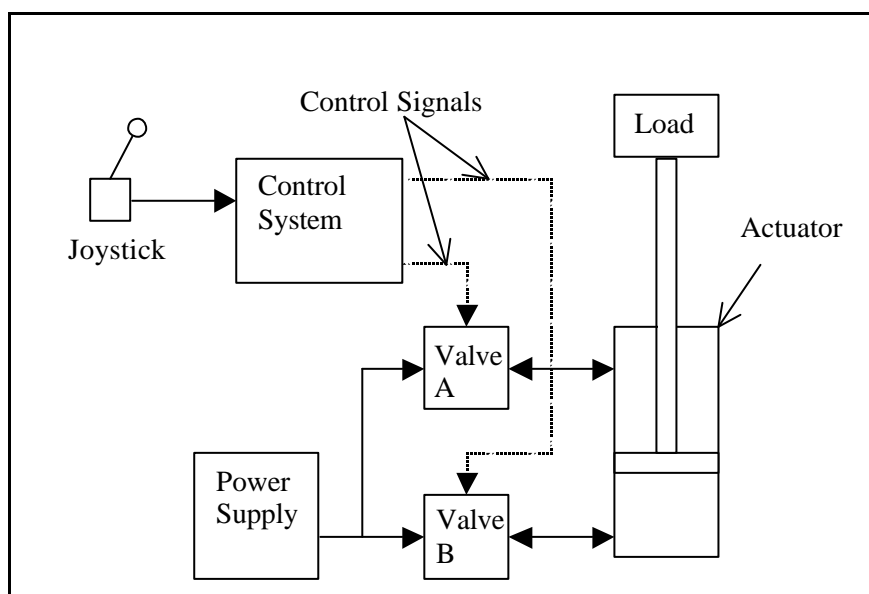 Control Signals
Load
Control
System
Joystick
Actuator
Valve
A
Power
Supply
Valve
B